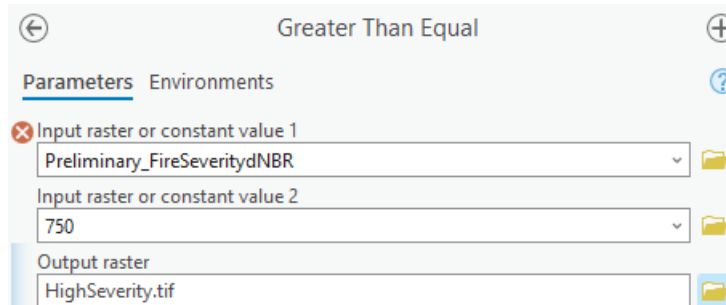 Greater Than Equal
Parameters Environments
Input raster or constant value 1
Preliminary_FireSeveritydNBR
Input raster or constant value 2
750
Output raster
HighSeverity.tif